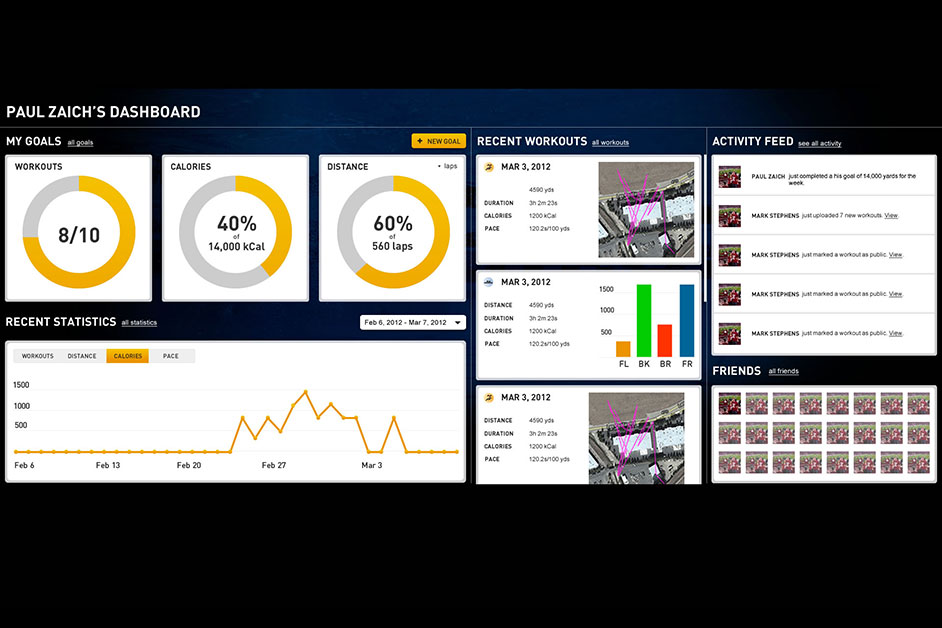 PAUL ZAICH'S DASHBOARD
MY GOALS all goals
+ NEW GOAL
WORKOUTS
8/10
CALORIES
40%
of
14,000 kCal
DISTANCE
• laps
60%
of
560 laps
RECENT STATISTICS all statistics
Feb 6, 2012 - Mar 7, 2012
WORKOUTS DISTANCE CALORIES PACE
1500
1000
500
Feb 6 Feb 13 Feb 20 Feb 27 Mar 3
RECENT WORKOUTS all workouts
MAR 3, 2012
4590 yds
DURATION 3h 2m 23s
CALORIES 1200 kCal
PACE 120.2s/100 yds
MAR 3, 2012
DISTANCE 4590 yds
DURATION 3h 2m 23s
CALORIES 1200 kCal
PACE 120.2s/100 yds
1500
1000
500
FL BK BR FR
MAR 3, 2012
DISTANCE 4590 yds
DURATION 3h 2m 23s
CALORIES 1200 kCal
PACE 120.2s/100 yds
ACTIVITY FEED see all activity
PAUL ZAICH just completed a his goal of 14,000 yards for the
week.
MARK STEPHENS just uploaded 7 new workouts. View.
MARK STEPHENS just marked a workout as public. View.
MARK STEPHENS just marked a workout as public. View.
MARK STEPHENS just marked a workout as public. View.
FRIENDS all friends